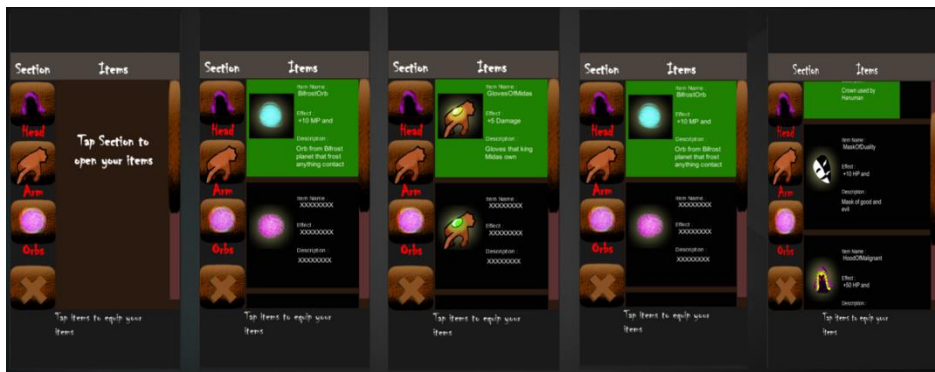 Section Items
Head
Arm
Orbs
Tap Section to
open your items
Tap items to equip your
items
Section Items
Head
Arm
Orbs
Item Name :
BifrostOrb
Effect :
+10 MP and
Description :
Orb from Bifrost
planet that frost
anything contact
Item Name :
XXXXXXXX
Effect :
XXXXXXXX
Description :
XXXXXXXX
Tap items to equip your
items
Section Items
Head
Arm
Orbs
Item Name :
GlovesOfMidas
Effect :
+5 Damage
Description :
Gloves that king
Midas own
Item Name :
XXXXXXXX
Effect :
XXXXXXXX
Description :
XXXXXXXX
Tap items to equip your
items
Section Items
Head
Arm
Orbs
Item Name :
BifrostOrb
Effect :
+10 MP and
Description :
Orb from Bifrost
planet that frost
anything contact
Item Name :
XXXXXXXX
Effect :
XXXXXXXX
Description :
XXXXXXXX
Tap items to equip your
items
Section Items
Head
Arm
Orbs
Crown used by
Hanuman
Item Name :
MaskOfDuality
Effect :
+10 HP and
Description :
Mask of good and
evil
Item Name :
HoodOfMalignant
Effect :
+60 HP and
Description :
Tap items to equip your
items